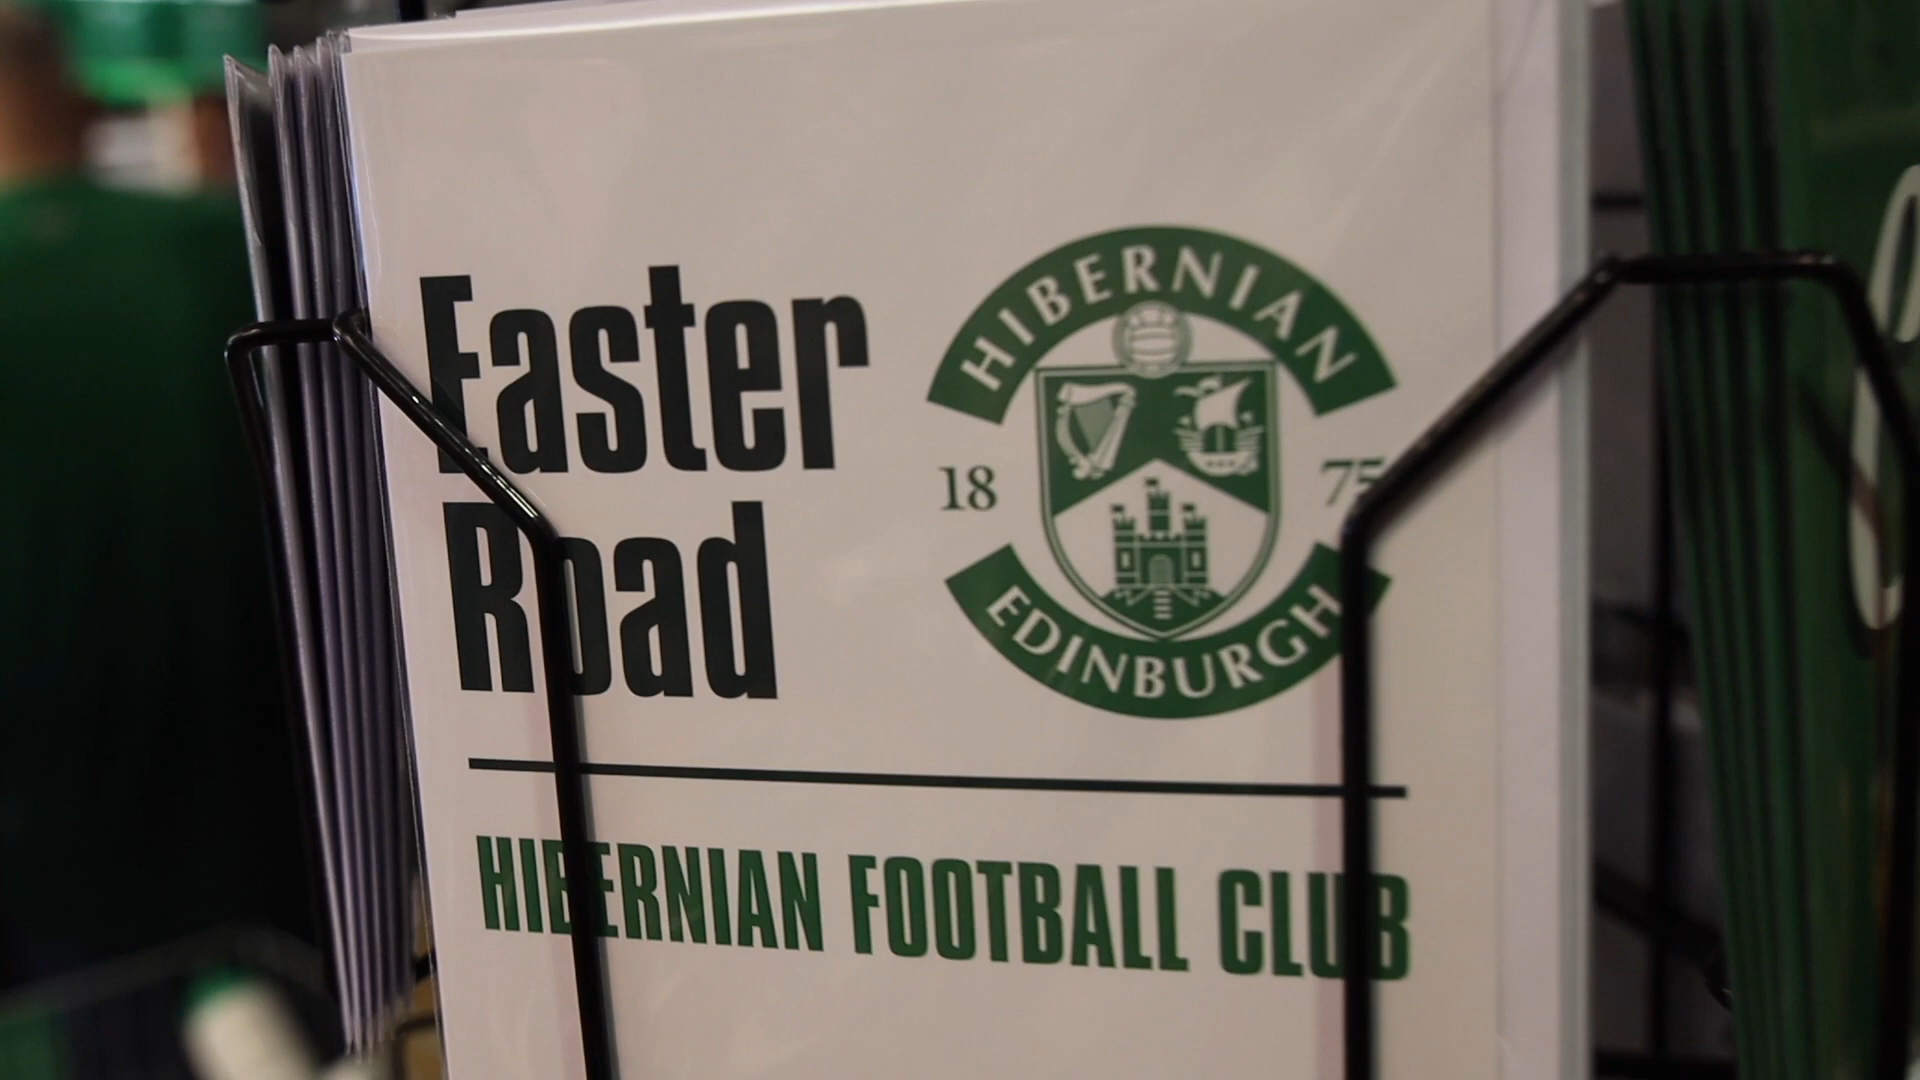 Easter
Road
HIBERNIAN
18 75
EDINBURGH
HIBERNIAN FOOTBALL CLUB